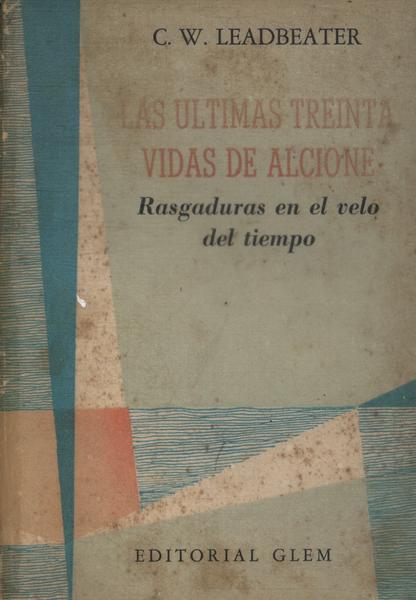 C. W. LEADBEATER
LAS ULTIMAS TREINTA
VIDAS DE ALCIONE
Rasgaduras en el velo
del tiempo
EDITORIAL GLEM